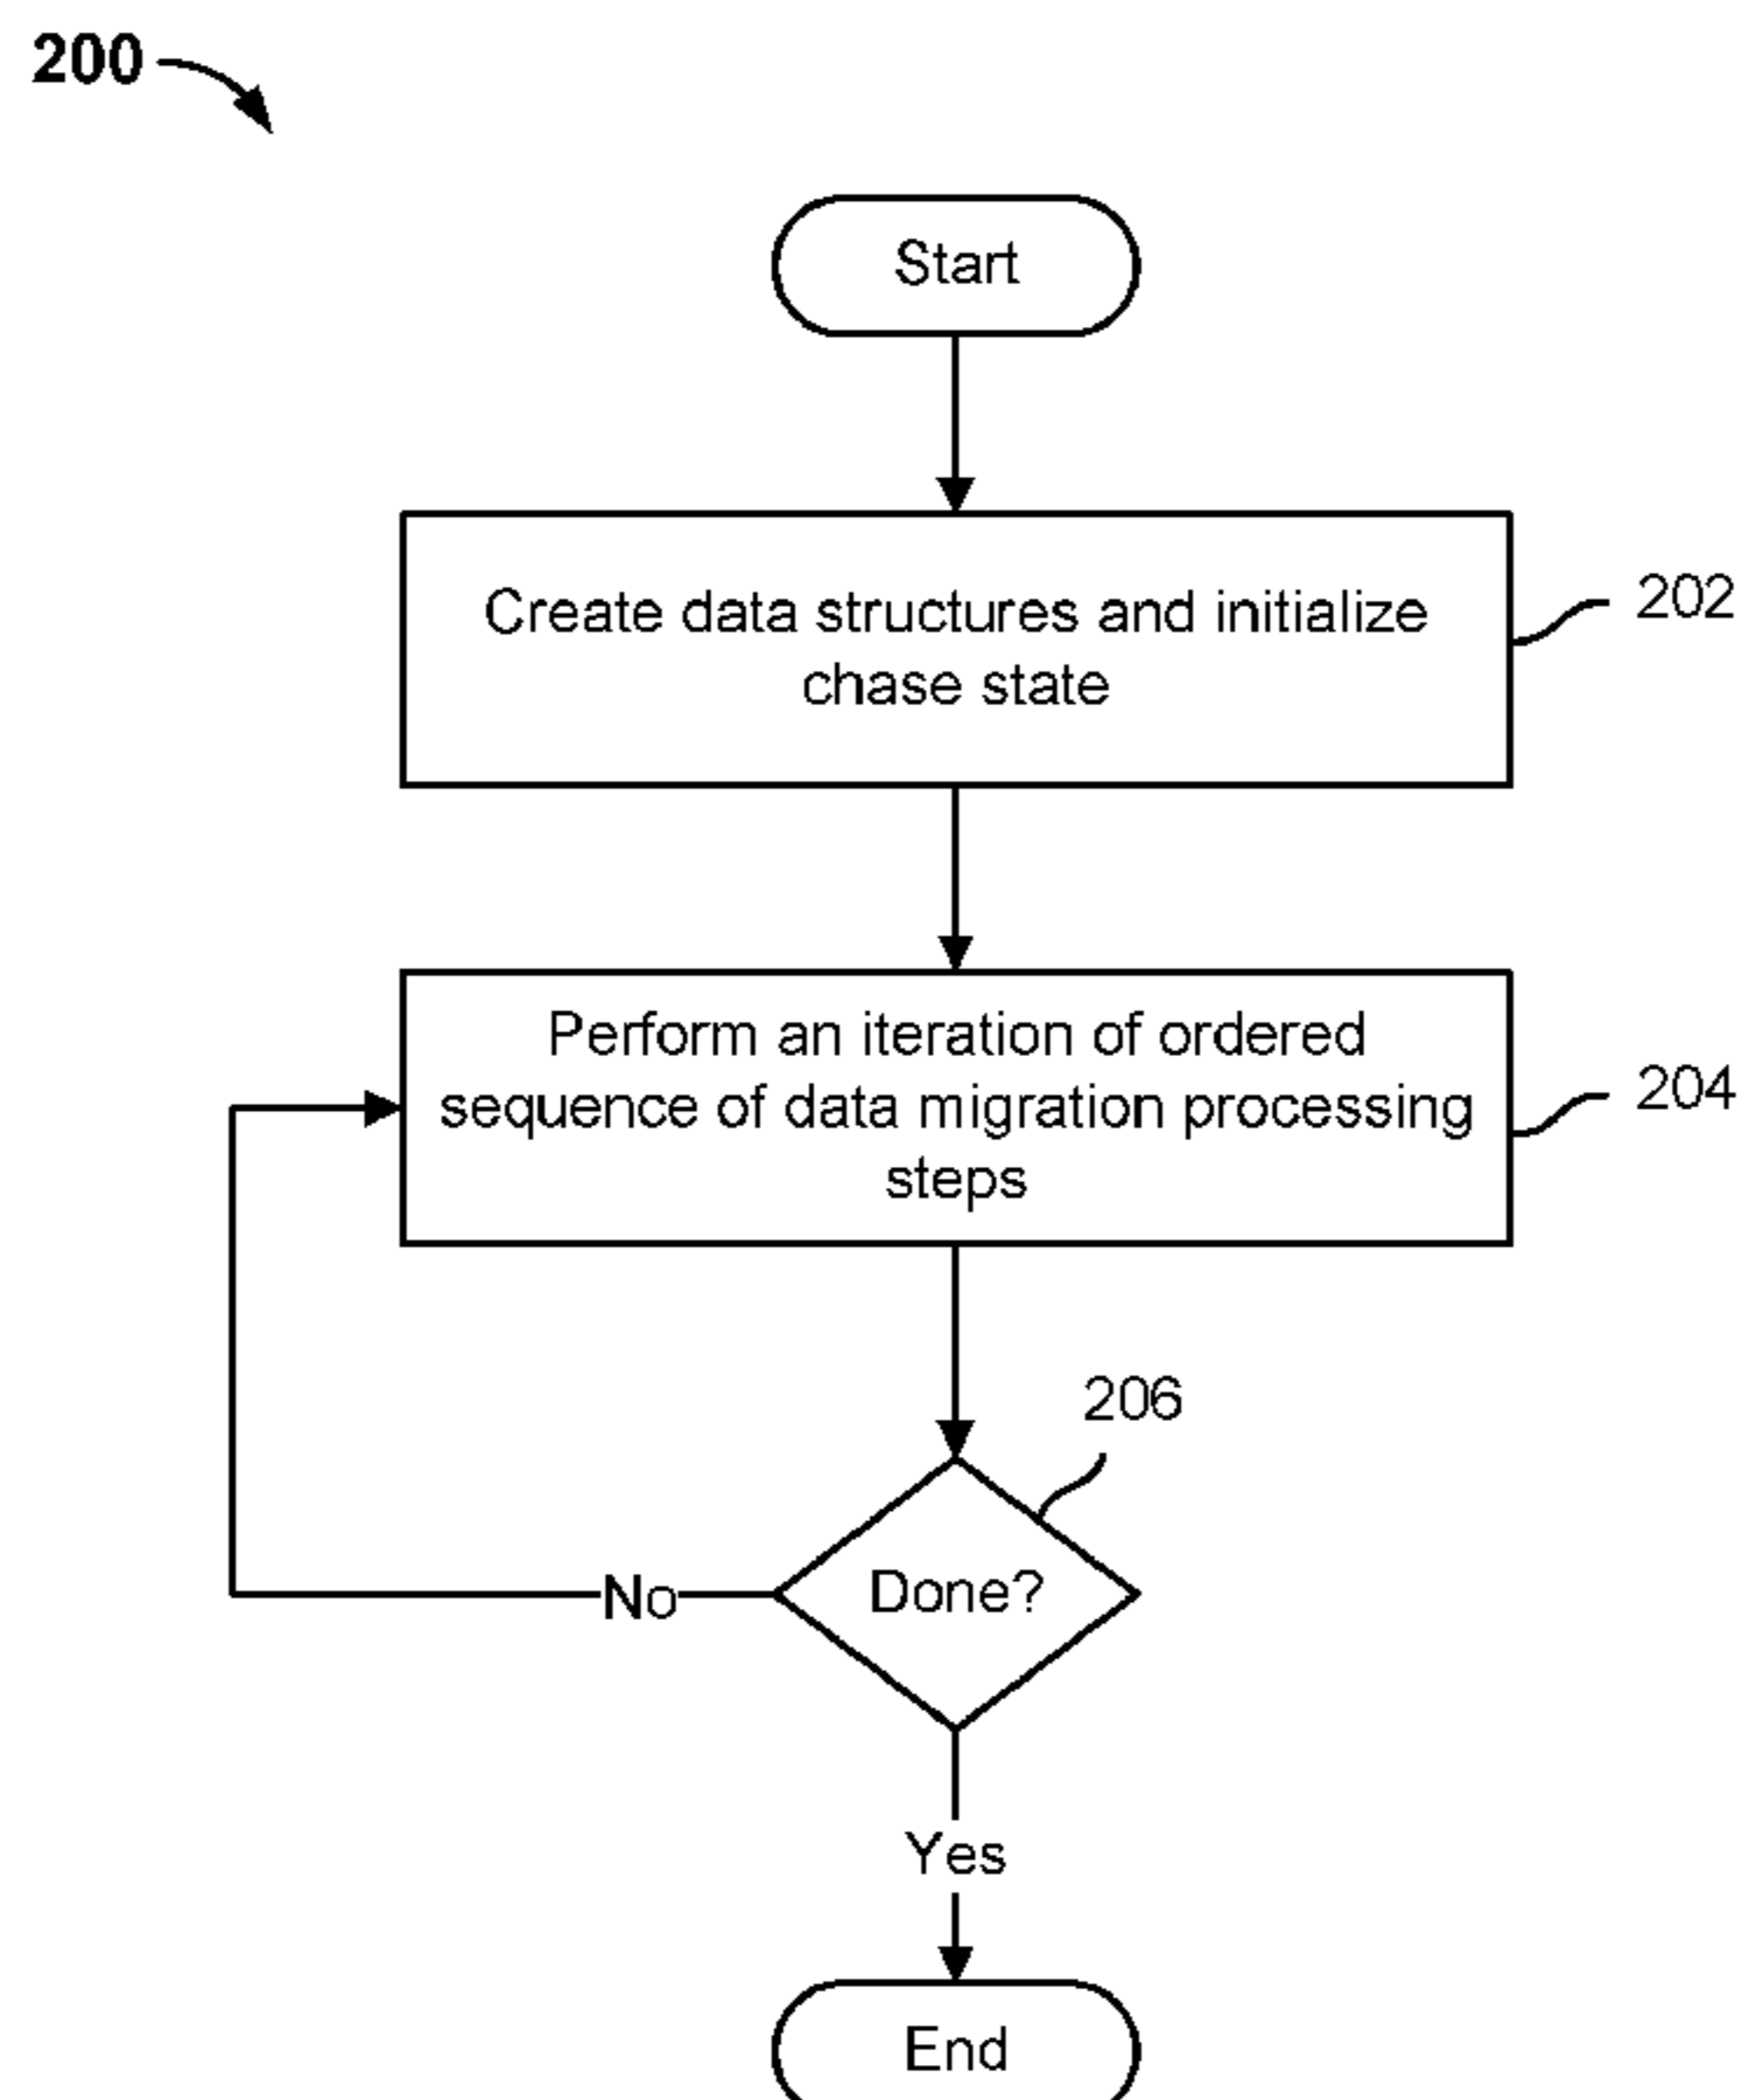 200
Start
Create data structures and initialize
chase state
202
Perform an iteration of ordered
sequence of data migration processing
steps
204
206
Done?
No
Yes
End